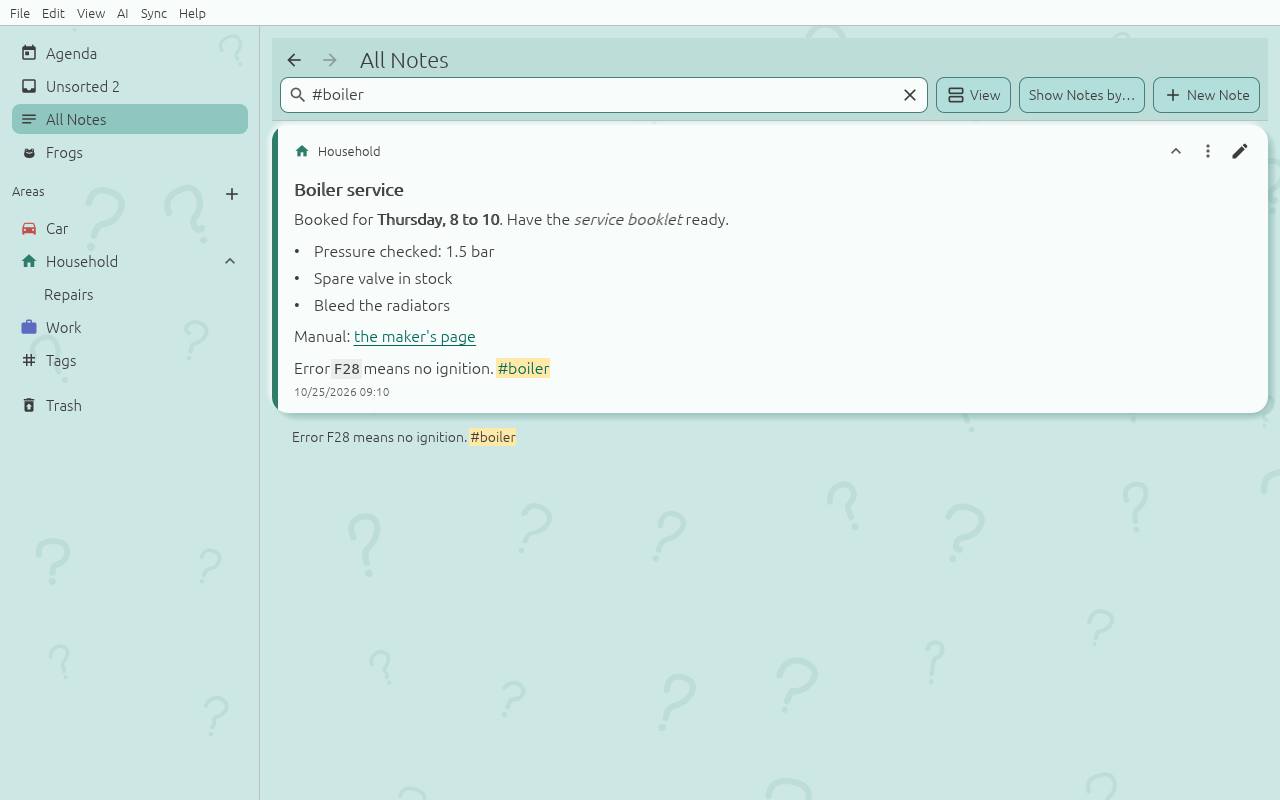 File Edit View AI Sync Help
Agenda
Unsorted 2
All Notes
Frogs
Areas
Car
Household
Repairs
Work
Tags
Trash
All Notes
#boiler
View
Show Notes by...
New Note
Household
Boiler service
Booked for Thursday, 8 to 10. Have the service booklet ready.
• Pressure checked: 1.5 bar
• Spare valve in stock
• Bleed the radiators
Manual: the maker's page
Error F28 means no ignition. #boiler
10/25/2026 09:10
Error F28 means no ignition. #boiler